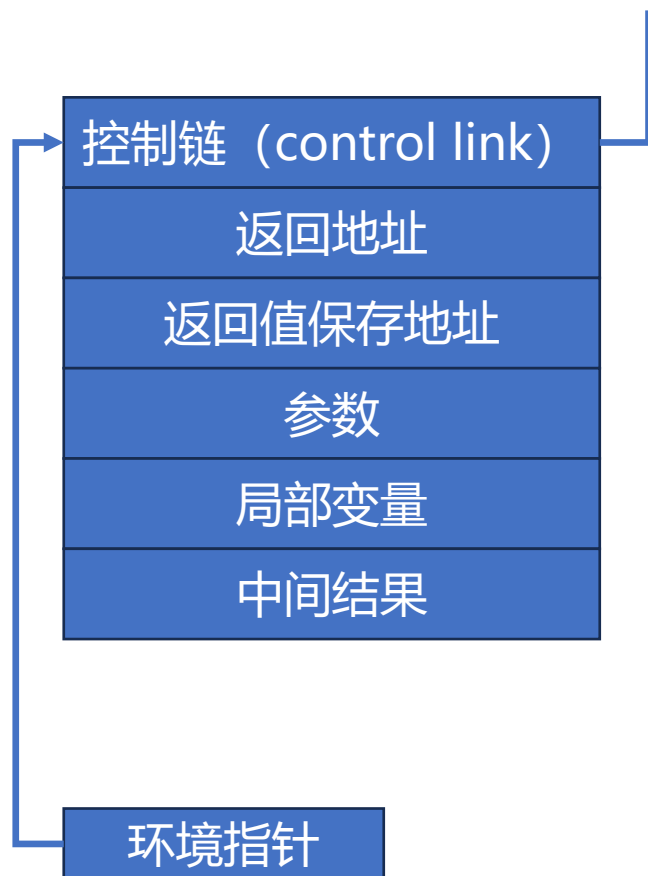 控制链（control link）
返回地址
返回值保存地址
参数
局部变量
中间结果
环境指针